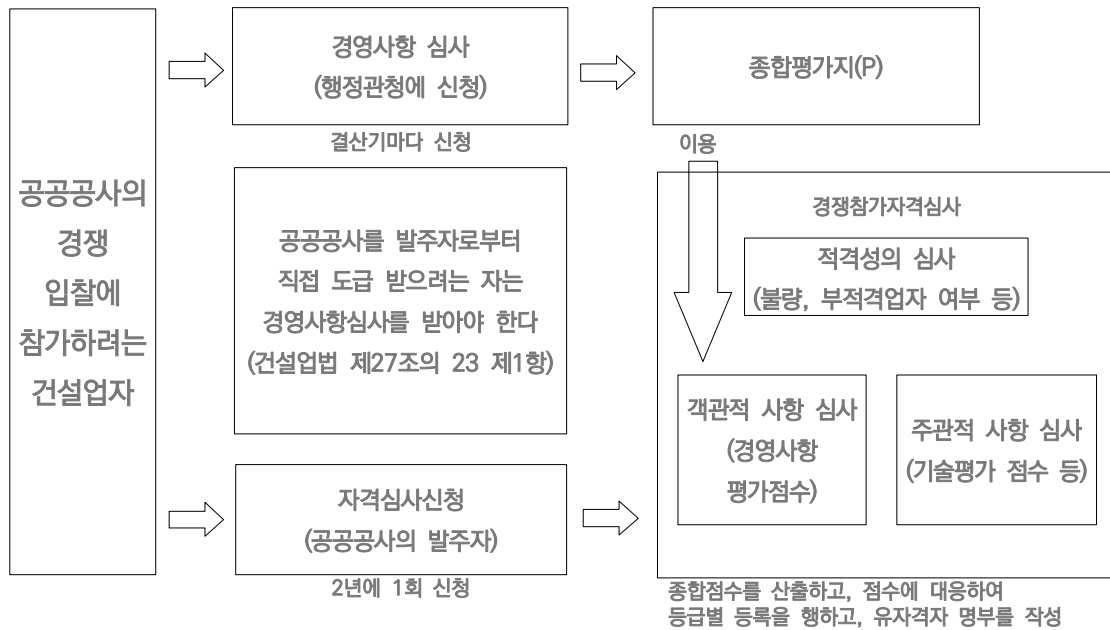 공공공사의
경쟁
입찰에
참가하려는
건설업자
경영사항 심사
(행정관청에 신청)
결산기마다 신청
종합평가지(P)
이용
공공공사를 발주자로부터
직접 도급 받으려는 자는
경영사항심사를 받아야 한다
(건설업법 제27조의 23 제1항)
자격심사신청
(공공공사의 발주자)
2년에 1회 신청
경쟁참가자격심사
적격성의 심사
(불량, 부적격업자 여부 등)
객관적 사항 심사
(경영사항
평가점수)
주관적 사항 심사
(기술평가 점수 등)
종합점수를 산출하고, 점수에 대응하여
등급별 등록을 행하고, 유자격자 명부를 작성